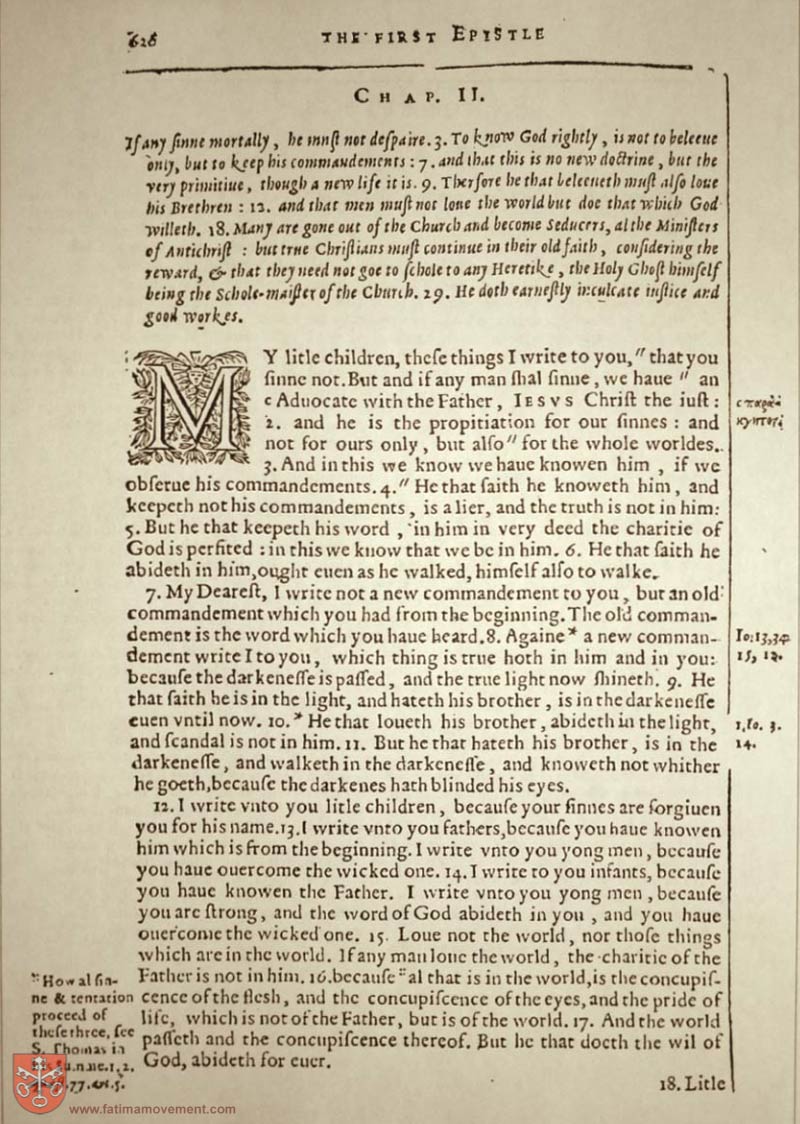 626
THE FIRST EPISTLE
CHAP. II.
If any ſinne mortally, he muſt not deſpaire. 3. To know God rightly, is not to beleeue
only, but to keep his commaudements : 7. and that this is no new doctrine, but the
very primitiue, though a new life it is. 9. Therfore he that beleeueth muſt alſo loue
his Brethren : 12. and that men muſt not loue the world but doe that which God
willeth. 18. Many are gone out of the Church and become Seducers, al the Miniſters
of Antichriſt : but true Chriſtians muſt continue in their old faith, conſidering the
reward, & that they need not goe to ſchole to any Heretike, the Holy Ghoſt himſelf
being the Schole-maiſter of the Church. 29. He doth earneſtly inculcate iuſtice and
good workes.
MY litle children, theſe things I write to you, " that you
ſinne not. But and if any man ſhal ſinne, we haue " an
c Aduocate with the Father, IESVS Chriſt the iuſt :
2. and he is the propitiation for our ſinnes : and
not for ours only, but alſo " for the whole worldes.
3. And in this we know we haue knowen him, if we
obſerue his commandements. 4. " He that ſaith he knoweth him, and
keepeth not his commandements, is a lier, and the truth is not in him:
5. But he that keepeth his word, in him in very deed the charitie of
God is perfited : in this we know that we be in him. 6. He that ſaith he
abideth in him, ought euen as he walked, himſelf alſo to walke.
7. My Deareſt, I write not a new commandement to you, but an old
commandement which you had from the beginning. The old comman-
dement is the word which you haue heard. 8. Againe * a new comman-
dement write I to you, which thing is true hoth in him and in you:
becauſe the darkeneſſe is paſſed, and the true light now ſhineth. 9. He
that ſaith he is in the light, and hateth his brother, is in the darkeneſſe
euen vntil now. 10. * He that loueth his brother, abideth in the light,
and ſcandal is not in him. 11. But he that hateth his brother, is in the
darkeneſſe, and walketh in the darkeneſſe, and knoweth not whither
he goeth, becauſe the darkenes hath blinded his eyes.
12. I write vnto you litle children, becauſe your ſinnes are forgiuen
you for his name. 13. I write vnto you fathers, becauſe you haue knowen
him which is from the beginning. I write vnto you yong men, becauſe
you haue ouercome the wicked one. 14. I write to you infants, becauſe
you haue knowen the Father. I write vnto you yong men, becauſe
you are ſtrong, and the word of God abideth in you, and you haue
ouercome the wicked one. 15. Loue not the world, nor thoſe things
which are in the world. If any man loue the world, the charitie of the
Father is not in him. 16. becauſe " al that is in the world, is the concupiſ-
cence of the fleſh, and the concupiſcence of the eyes, and the pride of
life, which is not of the Father, but is of the world. 17. And the world
paſſeth and the concupiſcence thereof. But he that doeth the wil of
God, abideth for euer.
18. Litle
Io. 13, 34
15, 12.
1. Io. 3.
14.
" How al ſin-
ne & tentation
proceed of
theſe three, ſee
S. Thomas in
77. art. 5.
www.fatimamovement.com